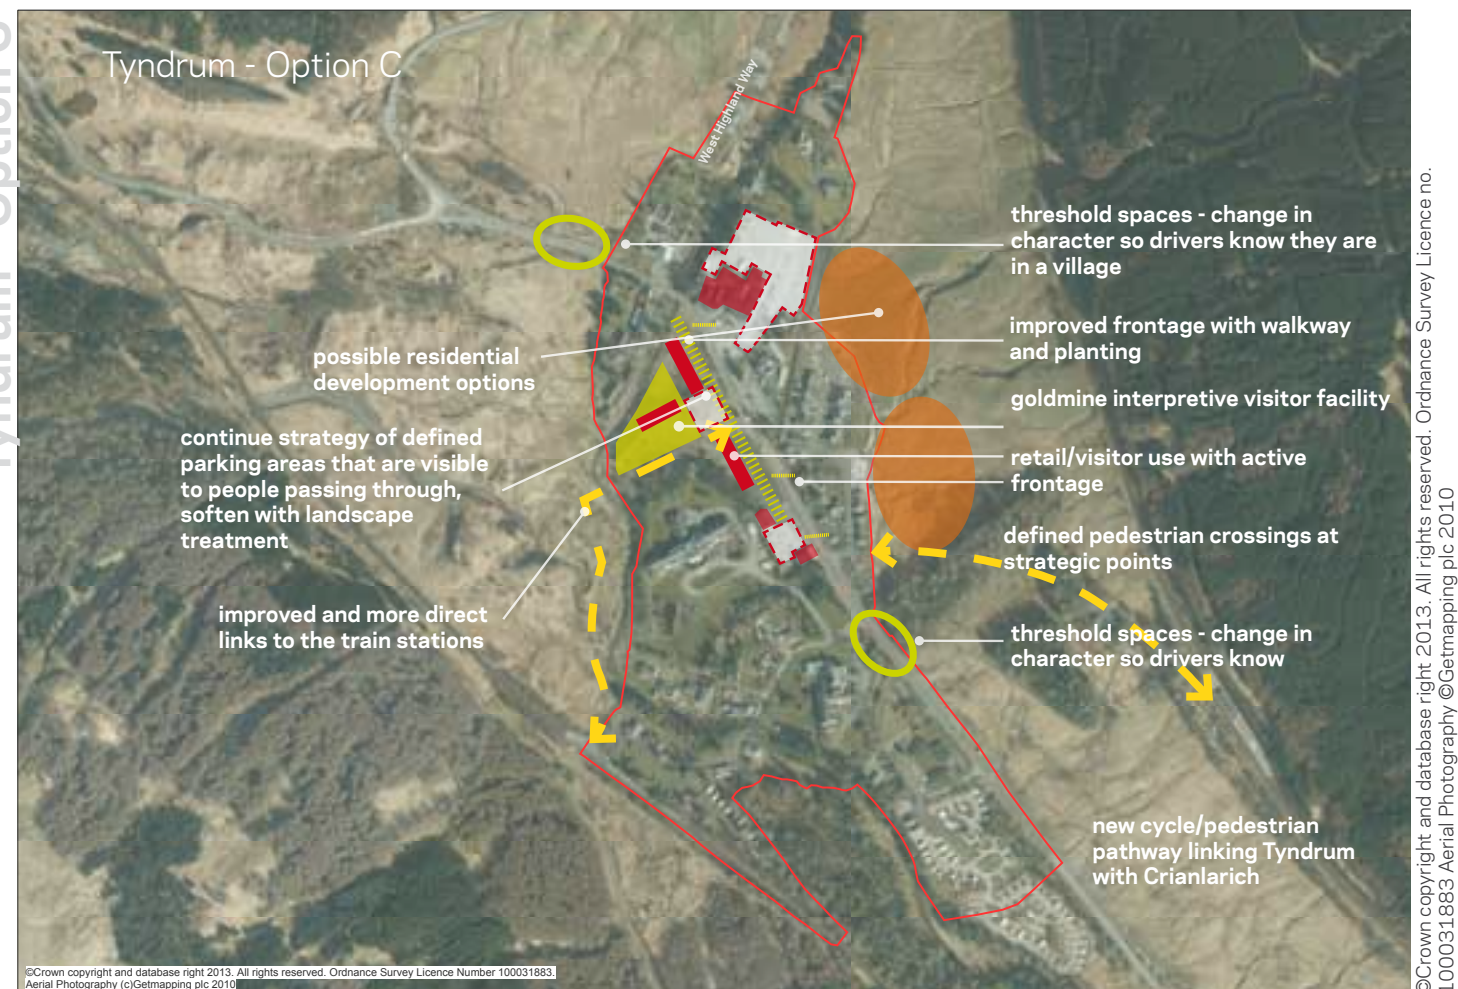 Tyndrum - Option C
West Highland Way
threshold spaces - change in
character so drivers know they are
in a village
improved frontage with walkway
and planting
possible residential
development options
goldmine interpretive visitor facility
continue strategy of defined
parking areas that are visible
to people passing through,
soften with landscape
treatment
retail/visitor use with active
frontage
defined pedestrian crossings at
strategic points
improved and more direct
links to the train stations
threshold spaces - change in
character so drivers know
new cycle/pedestrian
pathway linking Tyndrum
with Crianlarich
©Crown copyright and database right 2013. All rights reserved. Ordnance Survey Licence Number 100031883.
Aerial Photography (c)Getmapping plc 2010
©Crown copyright and database right 2013. All rights reserved. Ordnance Survey Licence no.
100031883 Aerial Photography ©Getmapping plc 2010